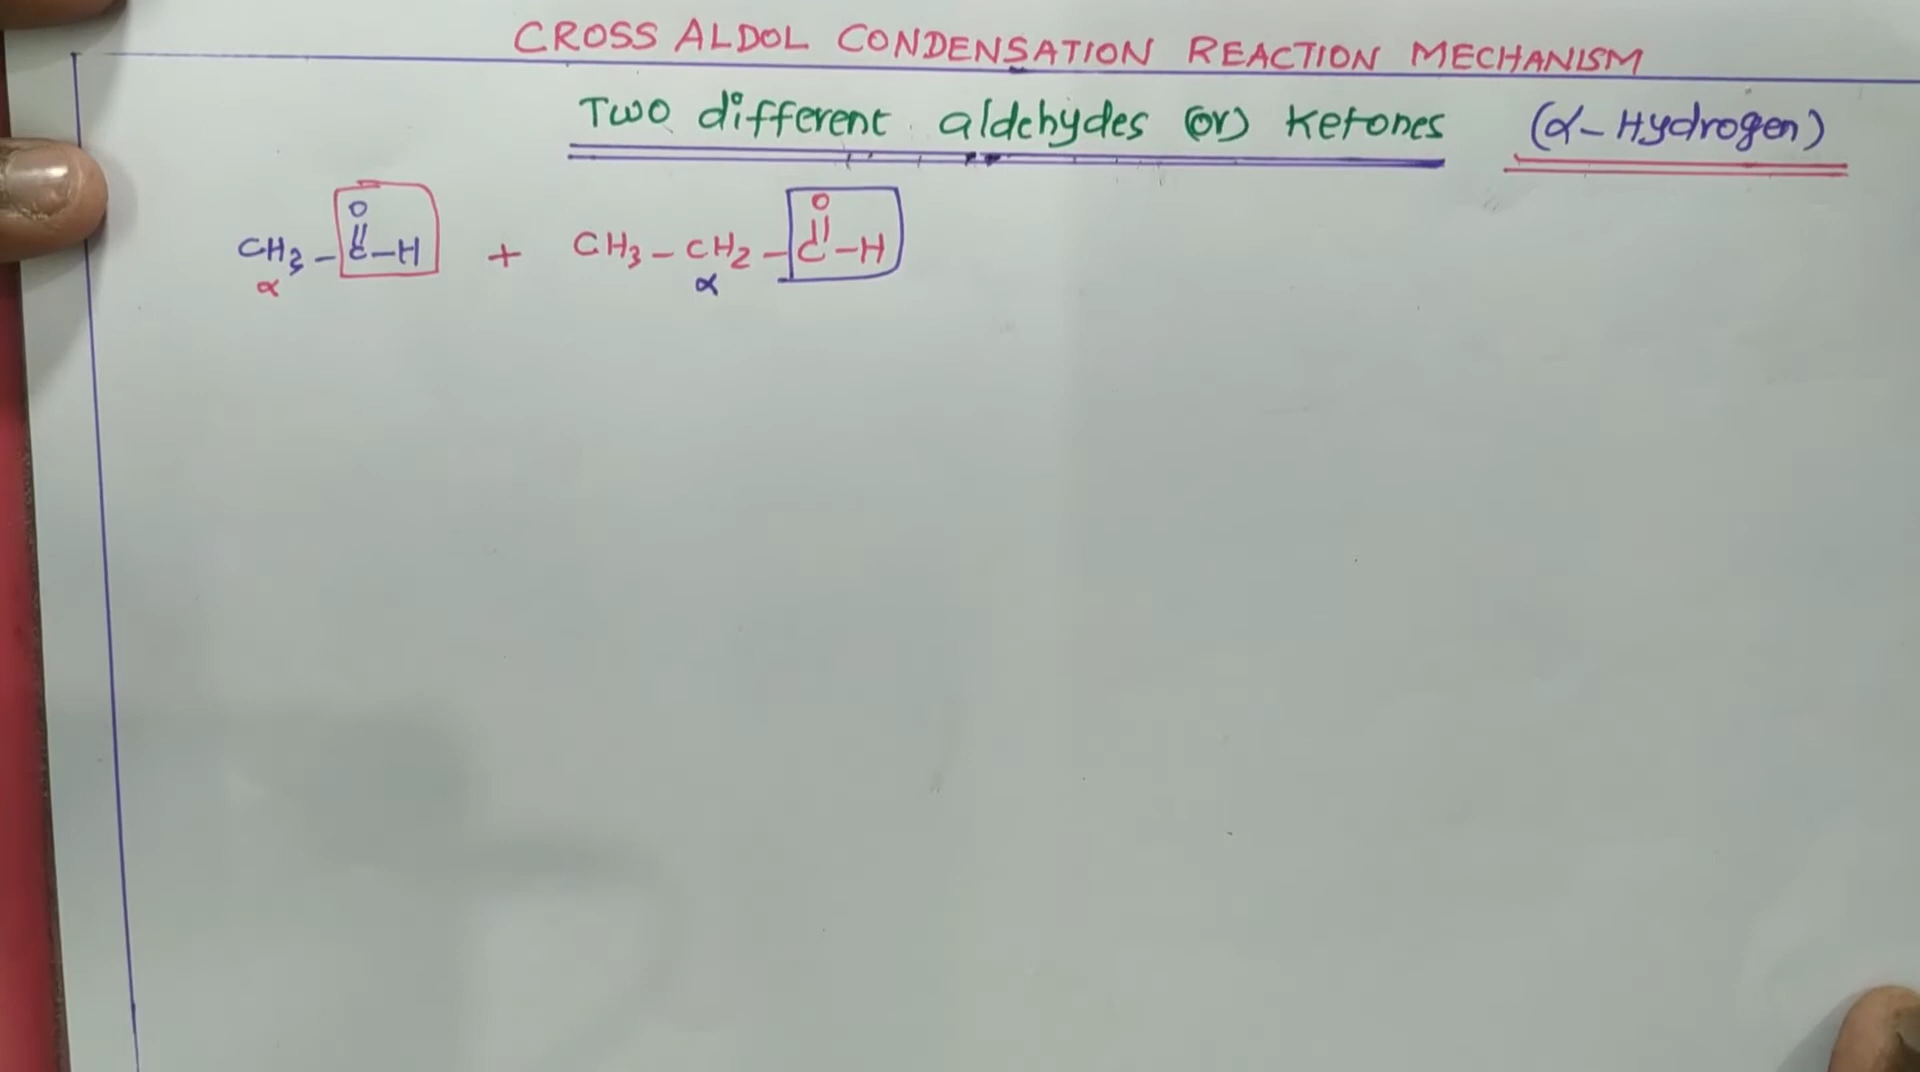 CROSS ALDOL CONDENSATION REACTION MECHANISM
Two different aldehydes (or) Ketones (α-Hydrogen)
O O
CH3 - C - H + CH3 - CH2 - C - H
α α